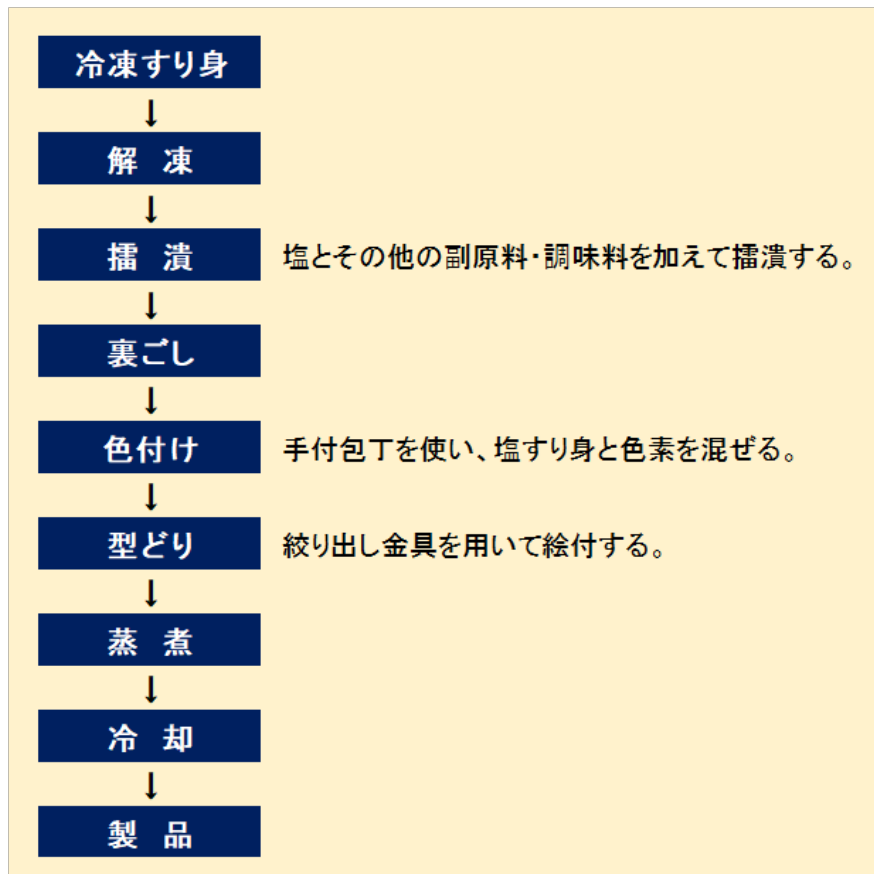 冷凍すり身
↓
解 凍
↓
擂 潰 塩とその他の副原料・調味料を加えて擂潰する。
↓
裏ごし
↓
色付け 手付包丁を使い、塩すり身と色素を混ぜる。
↓
型どり 絞り出し金具を用いて絵付する。
↓
蒸 煮
↓
冷 却
↓
製 品